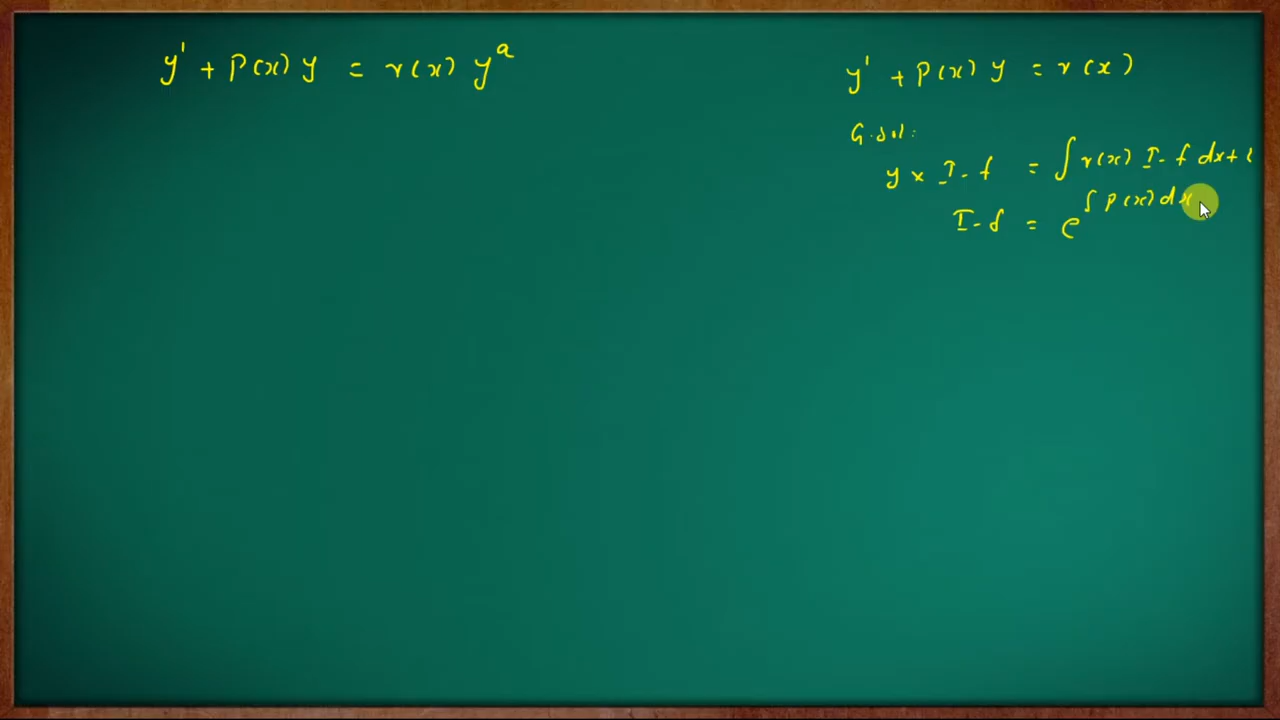 y' + P(x) y = r(x) y^a
y' + P(x) y = r(x)
G. sol:
y × I-f = ∫ r(x) I-f dx + c
I-f = e^∫ P(x) dx